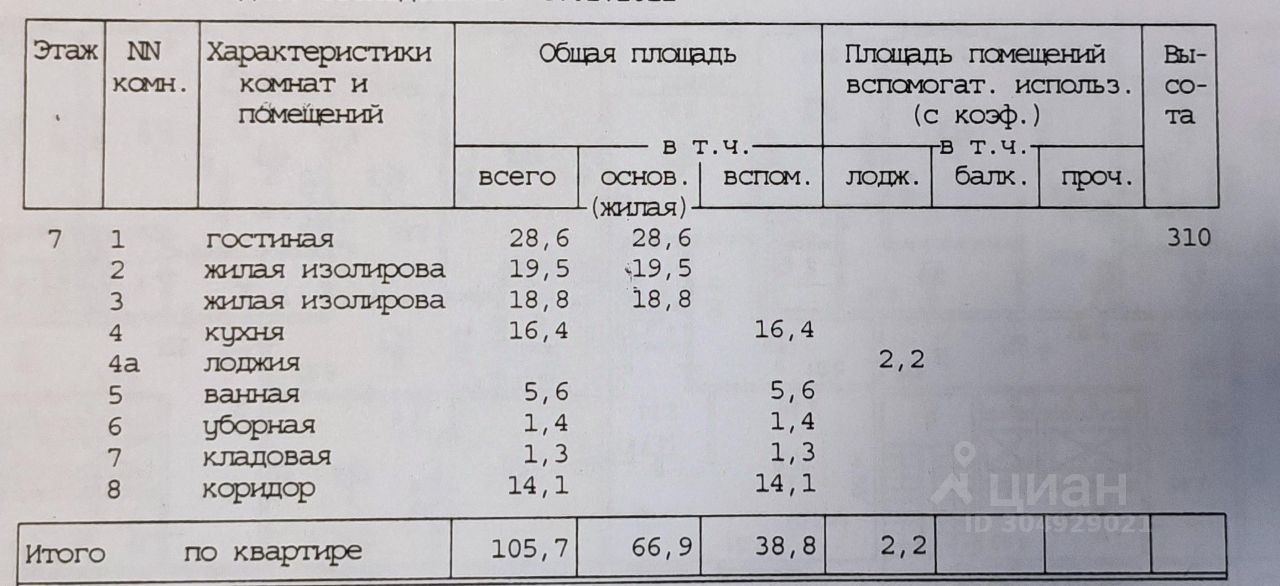 Этаж NN Характеристики Общая площадь Площадь помещений Вы-
комн. комнат и вспомогат. использ. со-
помещений (с коэф.) та
в т.ч. в т.ч.
всего основ. вспом. лодж. балк. проч.
(жилая)
7 1 гостиная 28,6 28,6 310
2 жилая изолирова 19,5 19,5
3 жилая изолирова 18,8 18,8
4 кухня 16,4 16,4
4а лоджия 2,2
5 ванная 5,6 5,6
6 уборная 1,4 1,4
7 кладовая 1,3 1,3
8 коридор 14,1 14,1
циан
ID 304929021
Итого по квартире 105,7 66,9 38,8 2,2